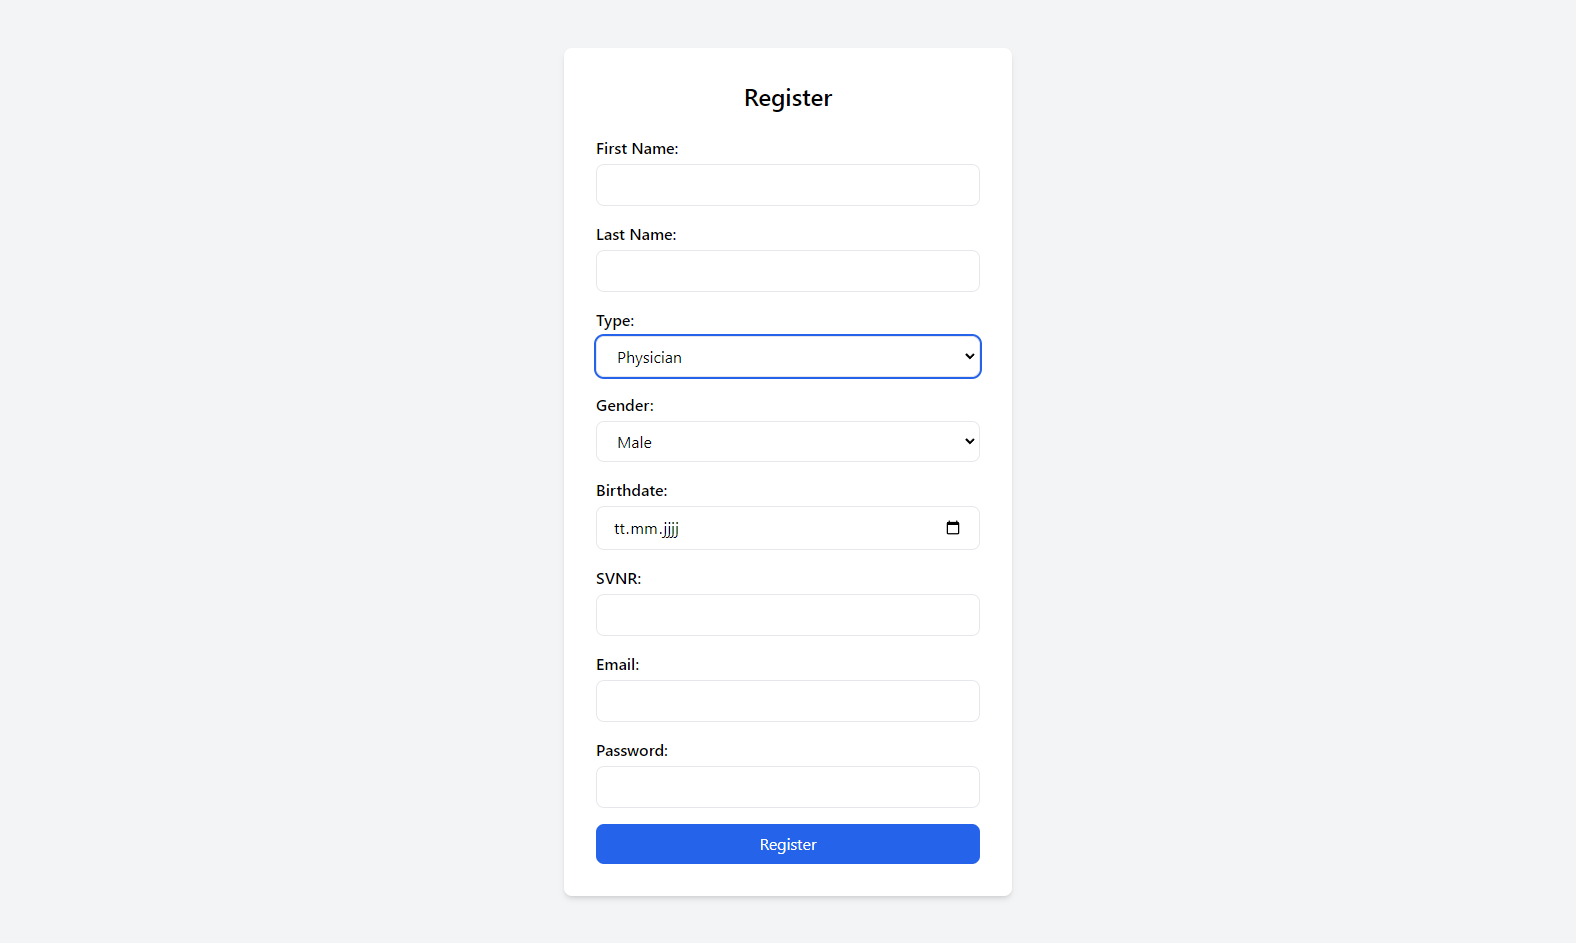 Register
First Name:
Last Name:
Type:
Physician
Gender:
Male
Birthdate:
tt.mm.jjjj
SVNR:
Email:
Password:
Register